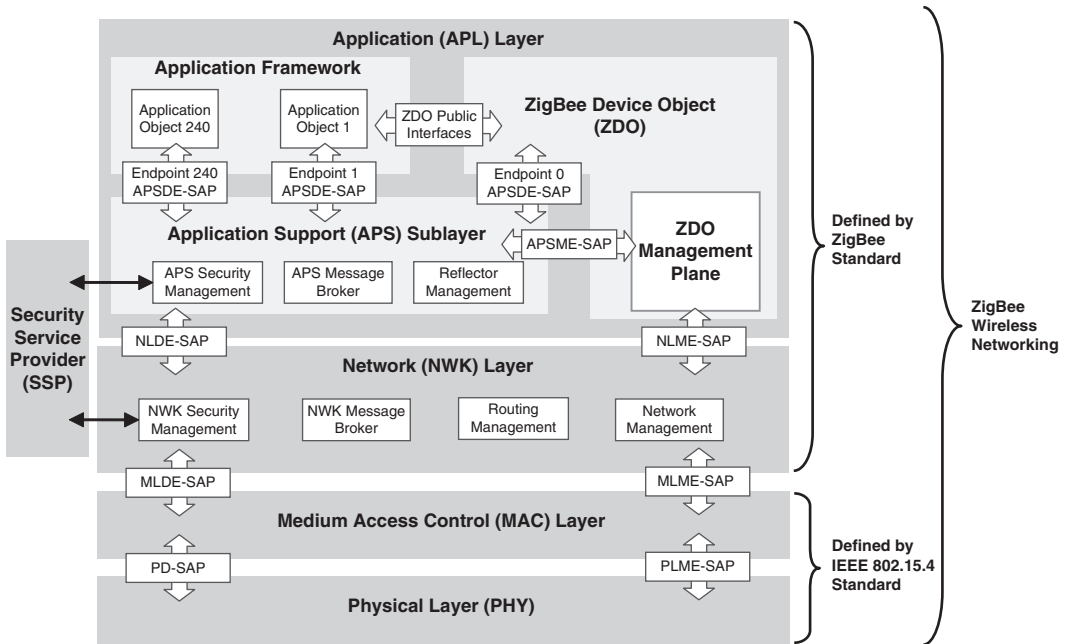 Application (APL) Layer
Application Framework
Application
Object 240
Application
Object 1
ZDO Public
Interfaces
ZigBee Device Object
(ZDO)
Endpoint 240
APSDE-SAP
Endpoint 1
APSDE-SAP
Endpoint 0
APSDE-SAP
Application Support (APS) Sublayer
APSME-SAP
ZDO
Management
Plane
APS Security
Management
APS Message
Broker
Reflector
Management
Security
Service
Provider
(SSP)
NLDE-SAP
NLME-SAP
Network (NWK) Layer
NWK Security
Management
NWK Message
Broker
Routing
Management
Network
Management
MLDE-SAP
MLME-SAP
Medium Access Control (MAC) Layer
PD-SAP
PLME-SAP
Physical Layer (PHY)
Defined by
ZigBee
Standard
Defined by
IEEE 802.15.4
Standard
ZigBee
Wireless
Networking